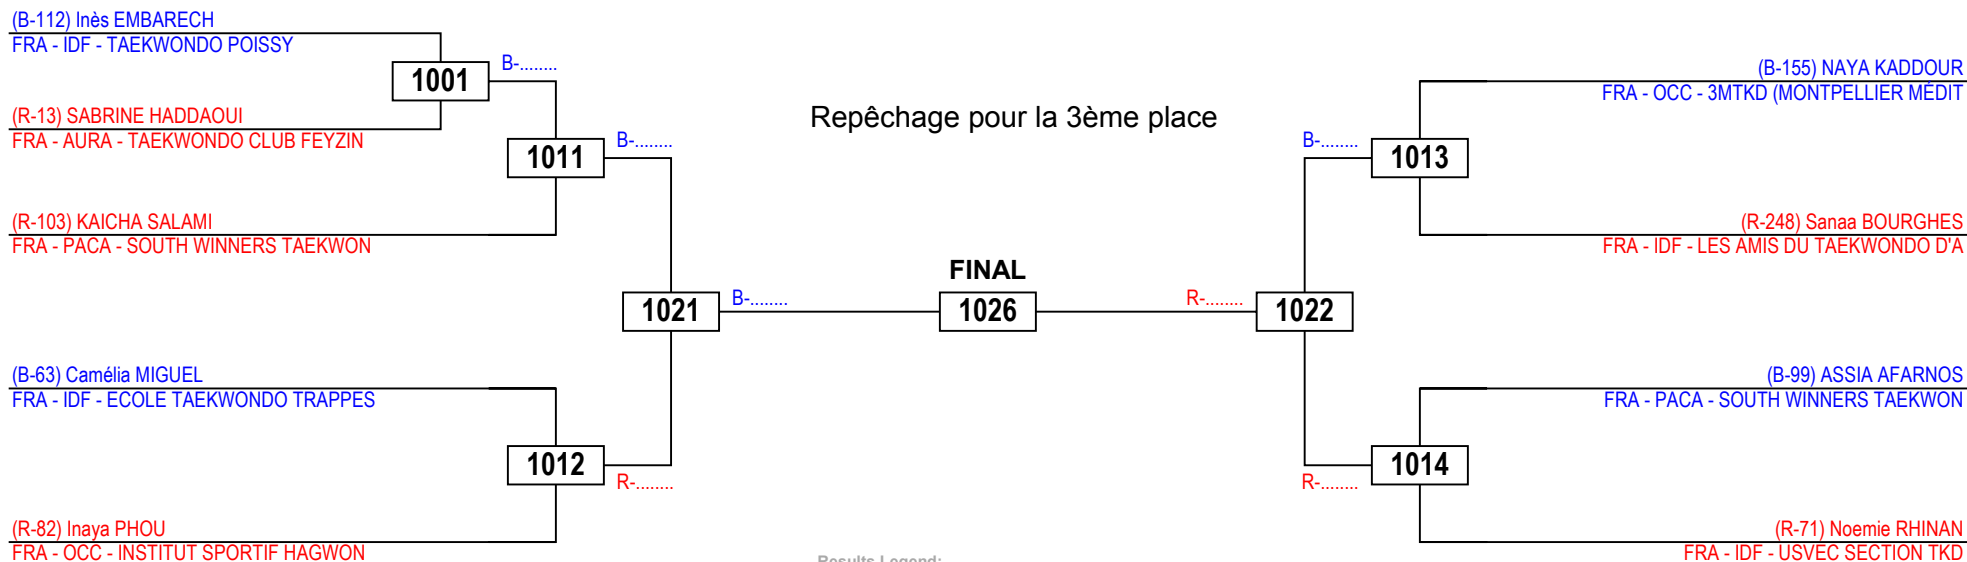 (B-112) Inès EMBARECH
FRA - IDF - TAEKWONDO POISSY
1001
B-........
(R-13) SABRINE HADDAOUI
FRA - AURA - TAEKWONDO CLUB FEYZIN
1011
B-........
(R-103) KAICHA SALAMI
FRA - PACA - SOUTH WINNERS TAEKWON
1021
B-........
(B-63) Camélia MIGUEL
FRA - IDF - ECOLE TAEKWONDO TRAPPES
1012
R-........
(R-82) Inaya PHOU
FRA - OCC - INSTITUT SPORTIF HAGWON
Repêchage pour la 3ème place
FINAL
1026
Results Legend:
(B-155) NAYA KADDOUR
FRA - OCC - 3MTKD (MONTPELLIER MÉDIT
B-........
1013
(R-248) Sanaa BOURGHES
FRA - IDF - LES AMIS DU TAEKWONDO D'A
R-........
1022
(B-99) ASSIA AFARNOS
FRA - PACA - SOUTH WINNERS TAEKWON
1014
R-........
(R-71) Noemie RHINAN
FRA - IDF - USVEC SECTION TKD